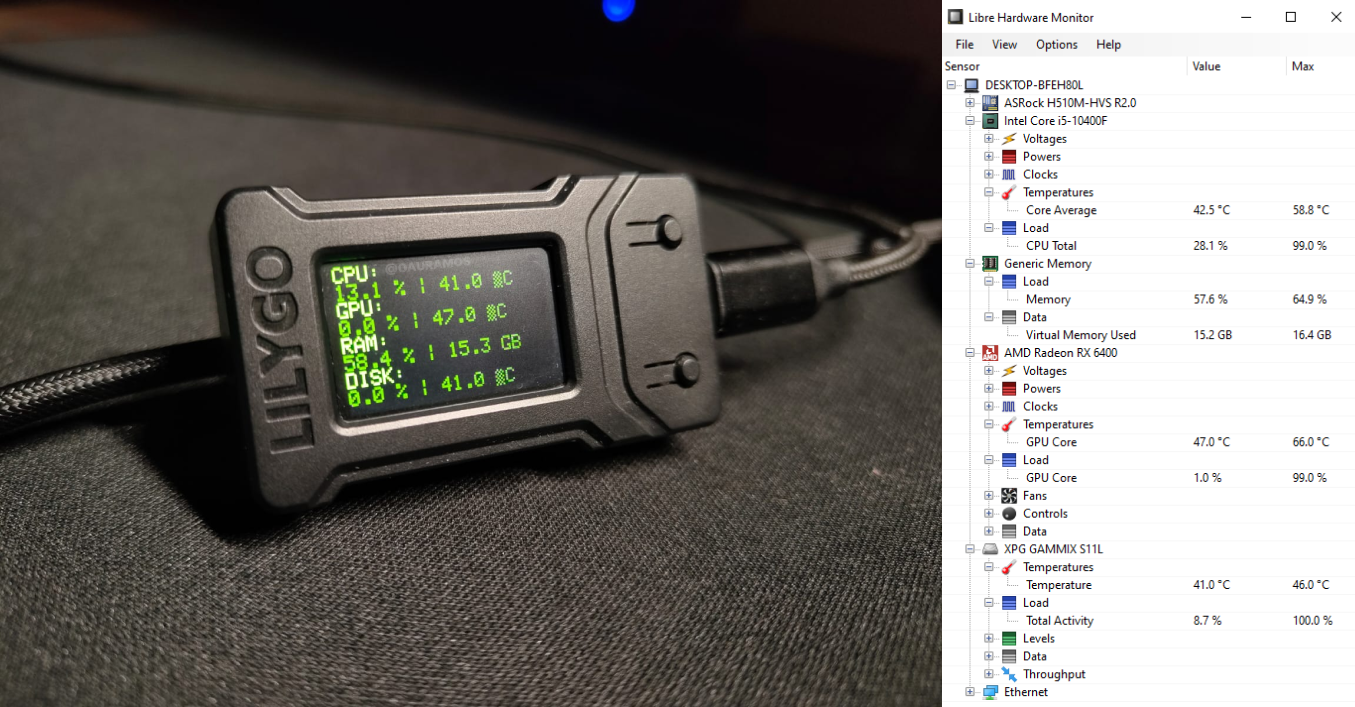 LILYGO
@DAURAMOS
CPU:
13.1 % | 41.0 ▒C
GPU:
0.0 % | 47.0 ▒C
RAM:
58.4 % | 15.3 GB
DISK:
0.0 % | 41.0 ▒C
Libre Hardware Monitor
File View Options Help
Sensor Value Max
DESKTOP-BFEH80L
ASRock H510M-HVS R2.0
Intel Core i5-10400F
Voltages
Powers
Clocks
Temperatures
Core Average 42.5 °C 58.8 °C
Load
CPU Total 28.1 % 99.0 %
Generic Memory
Load
Memory 57.6 % 64.9 %
Data
Virtual Memory Used 15.2 GB 16.4 GB
AMD AMD Radeon RX 6400
Voltages
Powers
Clocks
Temperatures
GPU Core 47.0 °C 66.0 °C
Load
GPU Core 1.0 % 99.0 %
Fans
Controls
Data
XPG GAMMIX S11L
Temperatures
Temperature 41.0 °C 46.0 °C
Load
Total Activity 8.7 % 100.0 %
Levels
Data
Throughput
Ethernet